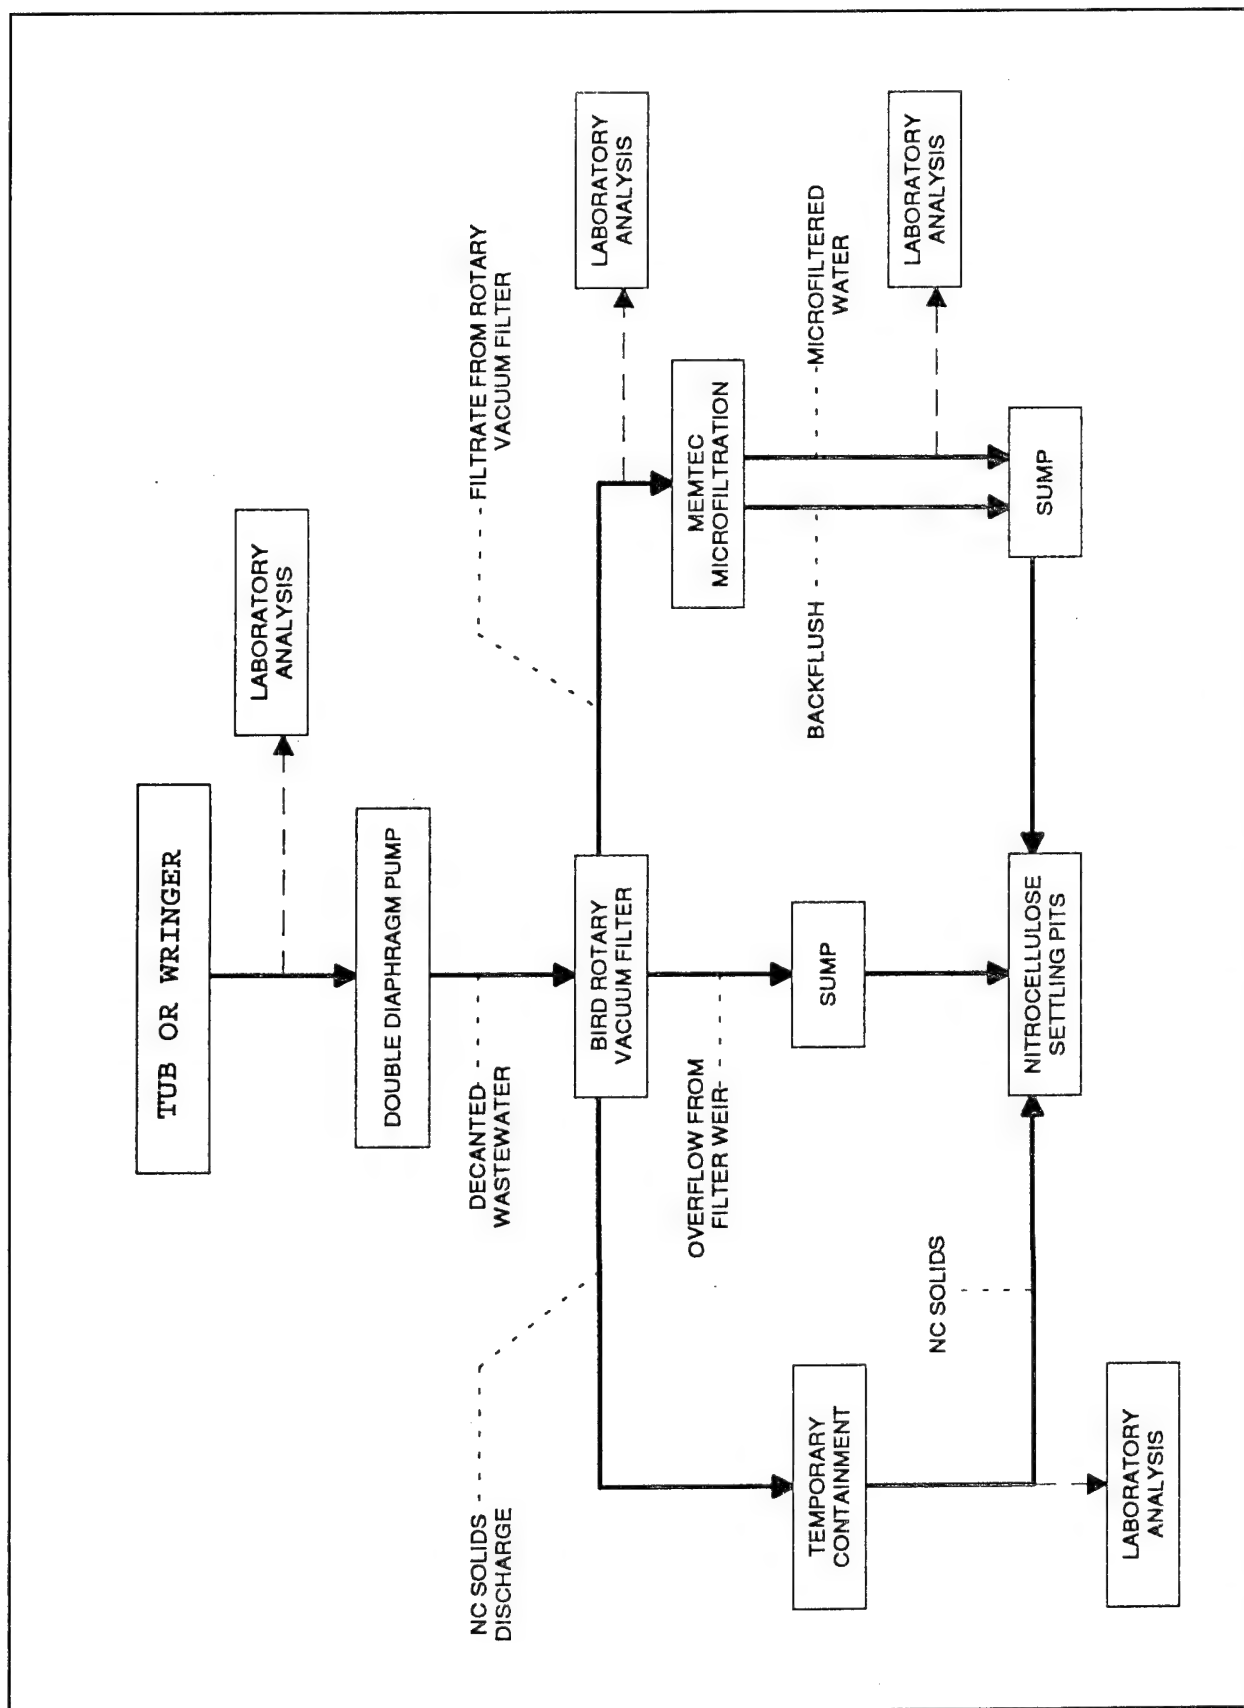 TUB OR WRINGER
LABORATORY
ANALYSIS
DOUBLE DIAPHRAGM PUMP
DECANTED
WASTEWATER
BIRD ROTARY
VACUUM FILTER
NC SOLIDS
DISCHARGE
FILTRATE FROM ROTARY
VACUUM FILTER
LABORATORY
ANALYSIS
OVERFLOW FROM
FILTER WEIR
MEMTEC
MICROFILTRATION
TEMPORARY
CONTAINMENT
SUMP
BACKFLUSH
MICROFILTERED
WATER
LABORATORY
ANALYSIS
NC SOLIDS
NITROCELLULOSE
SETTLING PITS
SUMP
LABORATORY
ANALYSIS